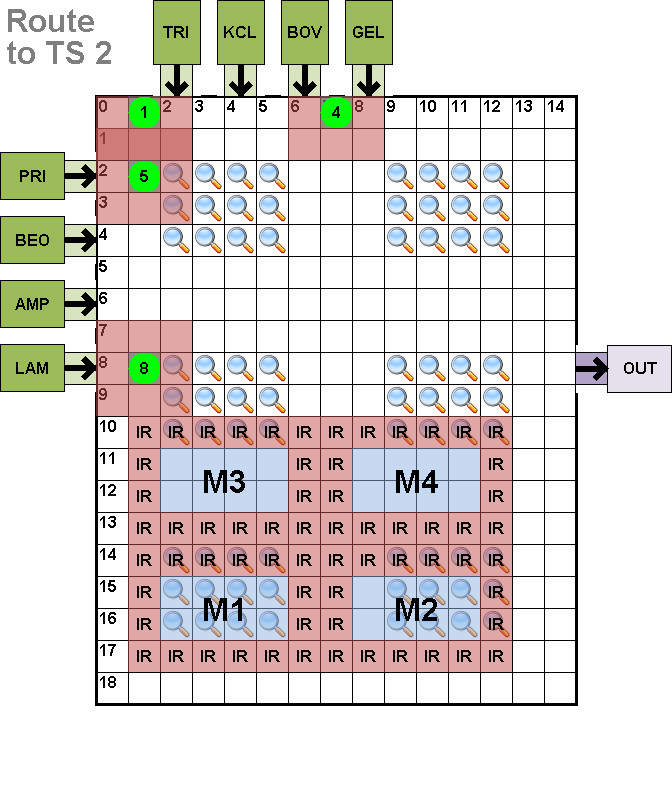 Route
to TS 2
TRI KCL BOV GEL
0 1 2 3 4 5 6 4 8 9 10 11 12 13 14
1
PRI 2 5
3
BEO 4
5
AMP 6
7
LAM 8 8 OUT
9
10 IR IR IR IR IR IR IR IR IR IR IR IR
11 IR IR IR IR IR
M3 M4
12 IR IR IR IR IR
13 IR IR IR IR IR IR IR IR IR IR IR IR
14 IR IR IR IR IR IR IR IR IR IR IR IR
15 IR IR IR IR IR
M1 M2
16 IR IR IR IR IR
17 IR IR IR IR IR IR IR IR IR IR IR IR
18